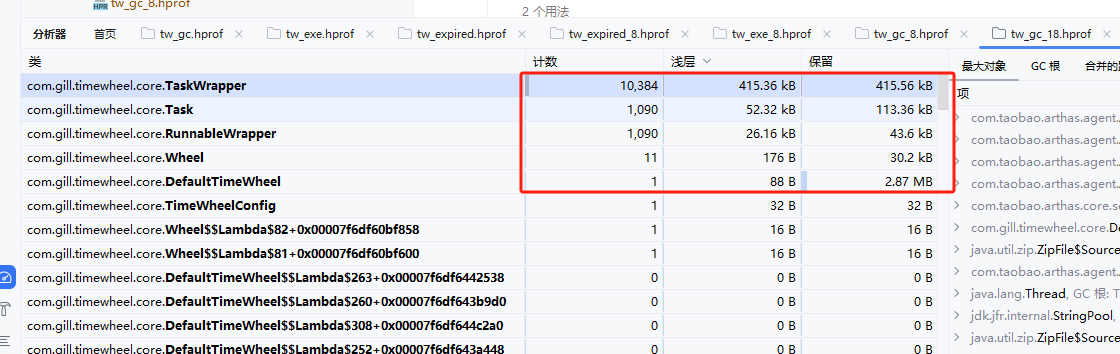 tw_gc_8.hprof
2 个用法
分析器 首页 tw_gc.hprof tw_exe.hprof tw_expired.hprof tw_expired_8.hprof tw_exe_8.hprof tw_gc_8.hprof tw_gc_18.hprof
类 计数 浅层 保留
com.gill.timewheel.core.TaskWrapper 10,384 415.36 kB 415.56 kB
com.gill.timewheel.core.Task 1,090 52.32 kB 113.36 kB
com.gill.timewheel.core.RunnableWrapper 1,090 26.16 kB 43.6 kB
com.gill.timewheel.core.Wheel 11 176 B 30.2 kB
com.gill.timewheel.core.DefaultTimeWheel 1 88 B 2.87 MB
com.gill.timewheel.core.TimeWheelConfig 1 32 B 32 B
com.gill.timewheel.core.Wheel$$Lambda$82+0x00007f6df60bf858 1 16 B 16 B
com.gill.timewheel.core.Wheel$$Lambda$81+0x00007f6df60bf600 1 16 B 16 B
com.gill.timewheel.core.DefaultTimeWheel$$Lambda$263+0x00007f6df6442538 0 0 B 0 B
com.gill.timewheel.core.DefaultTimeWheel$$Lambda$260+0x00007f6df643b9d0 0 0 B 0 B
com.gill.timewheel.core.DefaultTimeWheel$$Lambda$308+0x00007f6df644c2a0 0 0 B 0 B
com.gill.timewheel.core.DefaultTimeWheel$$Lambda$252+0x00007f6df643a448 0 0 B 0 B
最大对象 GC 根 合并的
项
com.taobao.arthas.agent.
com.taobao.arthas.agent.
com.taobao.arthas.agent.
com.taobao.arthas.agent.
com.taobao.arthas.core.s
com.gill.timewheel.core.D
java.util.zip.ZipFile$Source
com.taobao.arthas.agent.
java.lang.Thread, GC 根: T
jdk.jfr.internal.StringPool,
java.util.zip.ZipFile$Source